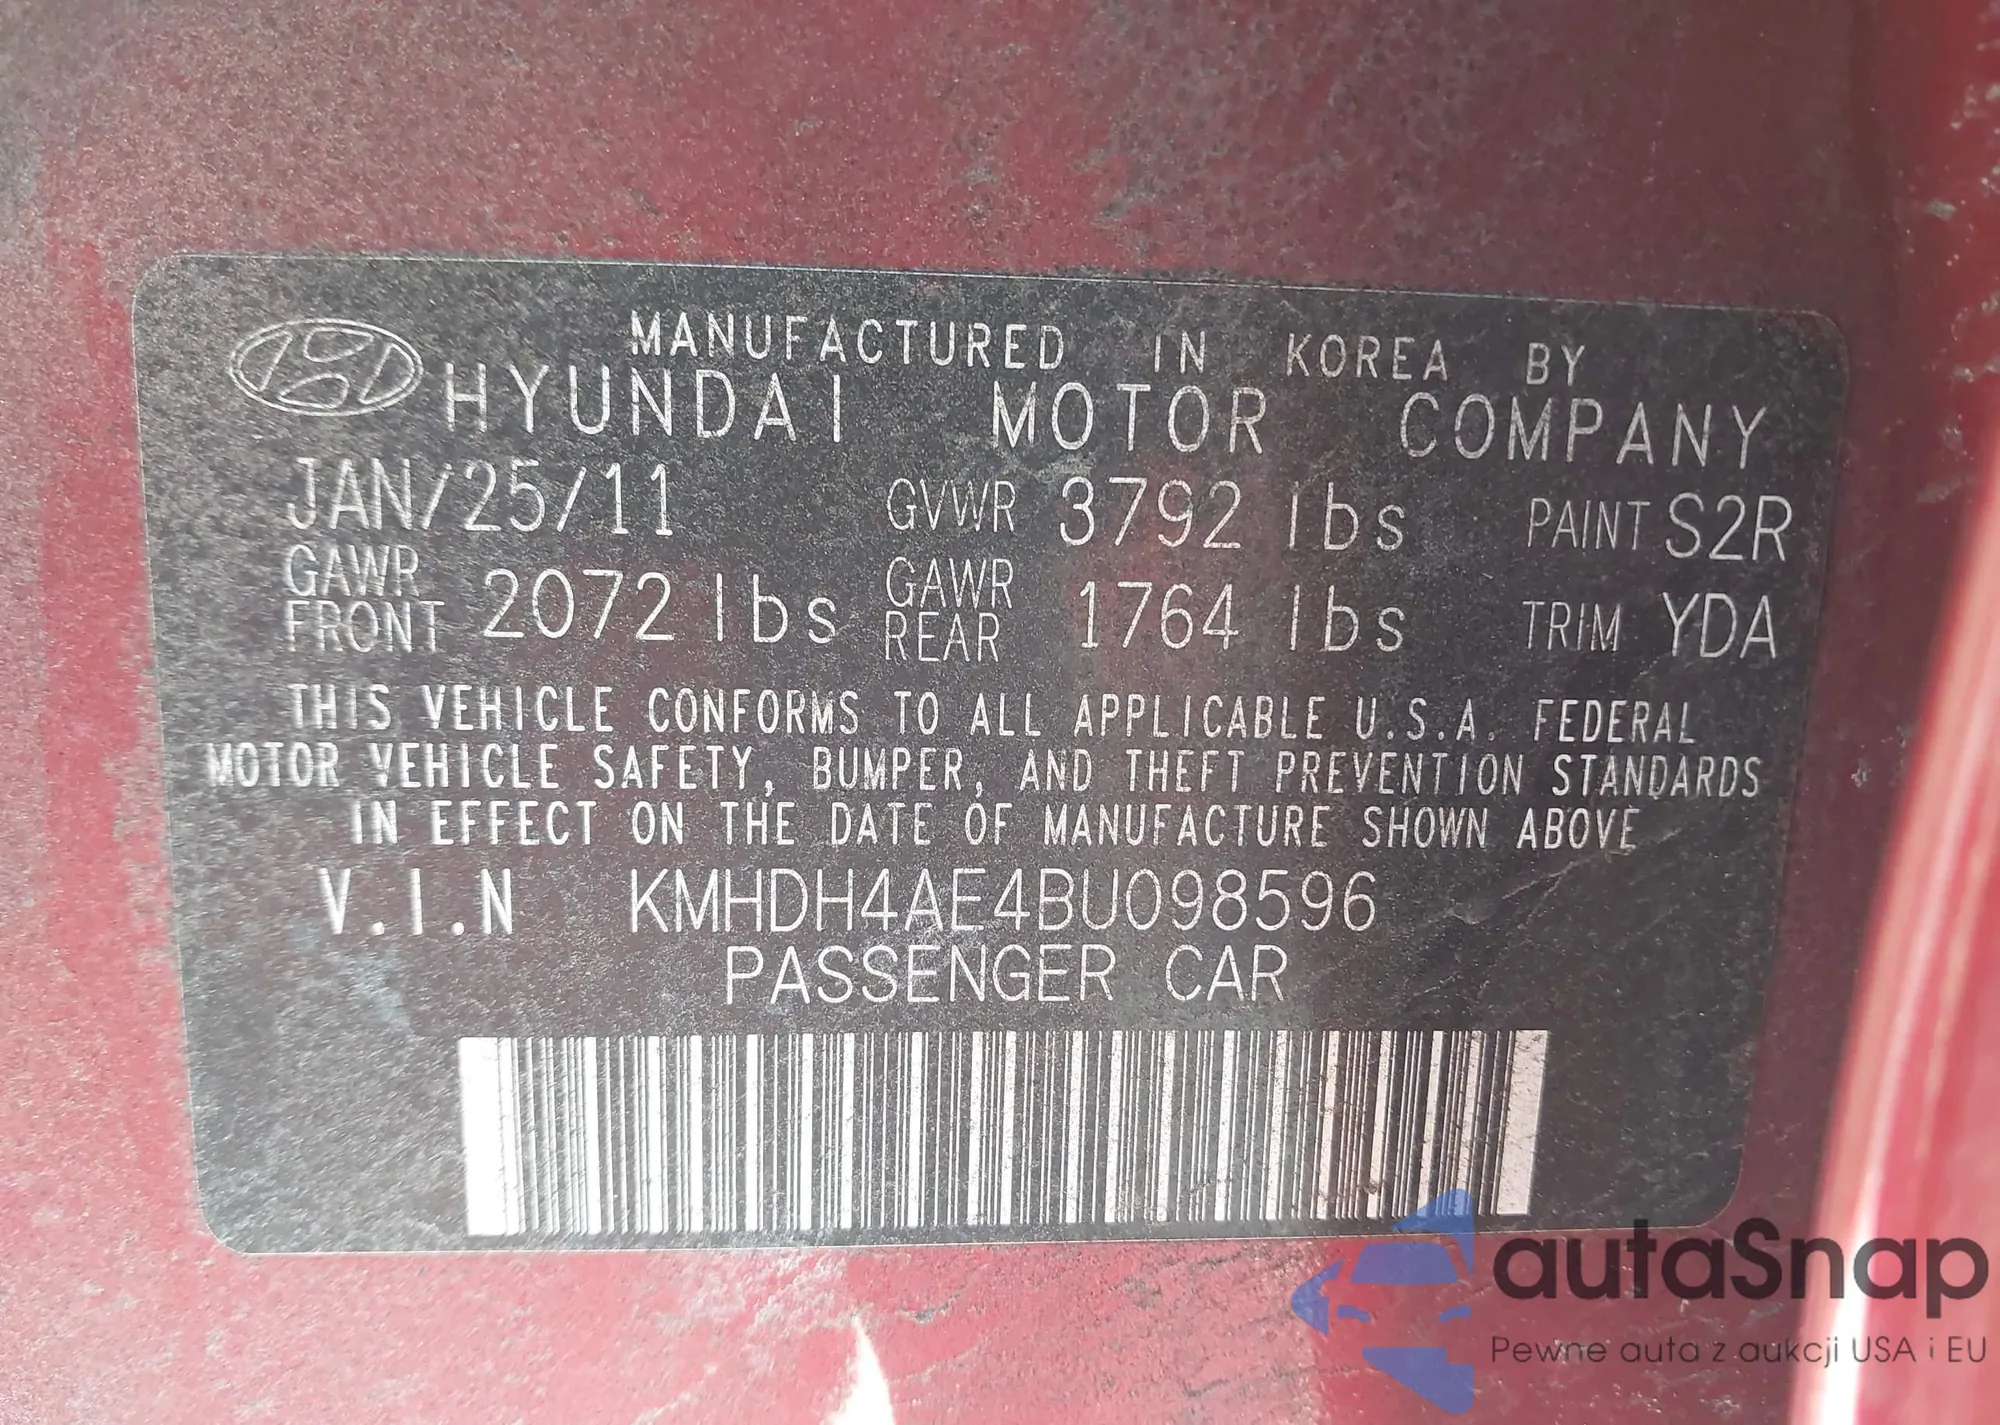 MANUFACTURED IN KOREA BY
HYUNDAI MOTOR COMPANY
JAN/25/11 GVWR 3792 lbs PAINT S2R
GAWR FRONT 2072 lbs GAWR REAR 1764 lbs TRIM YDA
THIS VEHICLE CONFORMS TO ALL APPLICABLE U.S.A. FEDERAL
MOTOR VEHICLE SAFETY, BUMPER, AND THEFT PREVENTION STANDARDS
IN EFFECT ON THE DATE OF MANUFACTURE SHOWN ABOVE
V.I.N KMHDH4AE4BU098596
PASSENGER CAR
autaSnap
Pewne auta z aukcji USA i EU